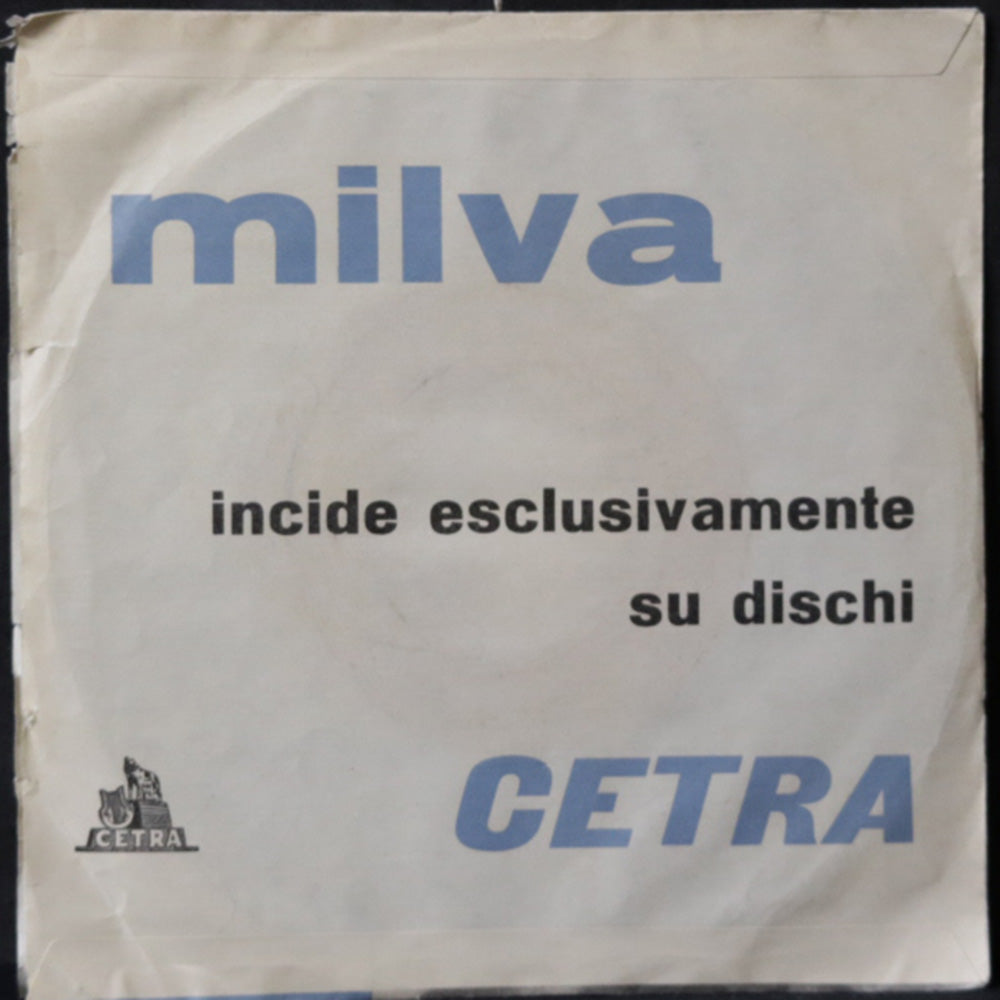 milva
incide esclusivamente
su dischi
CETRA
CETRA